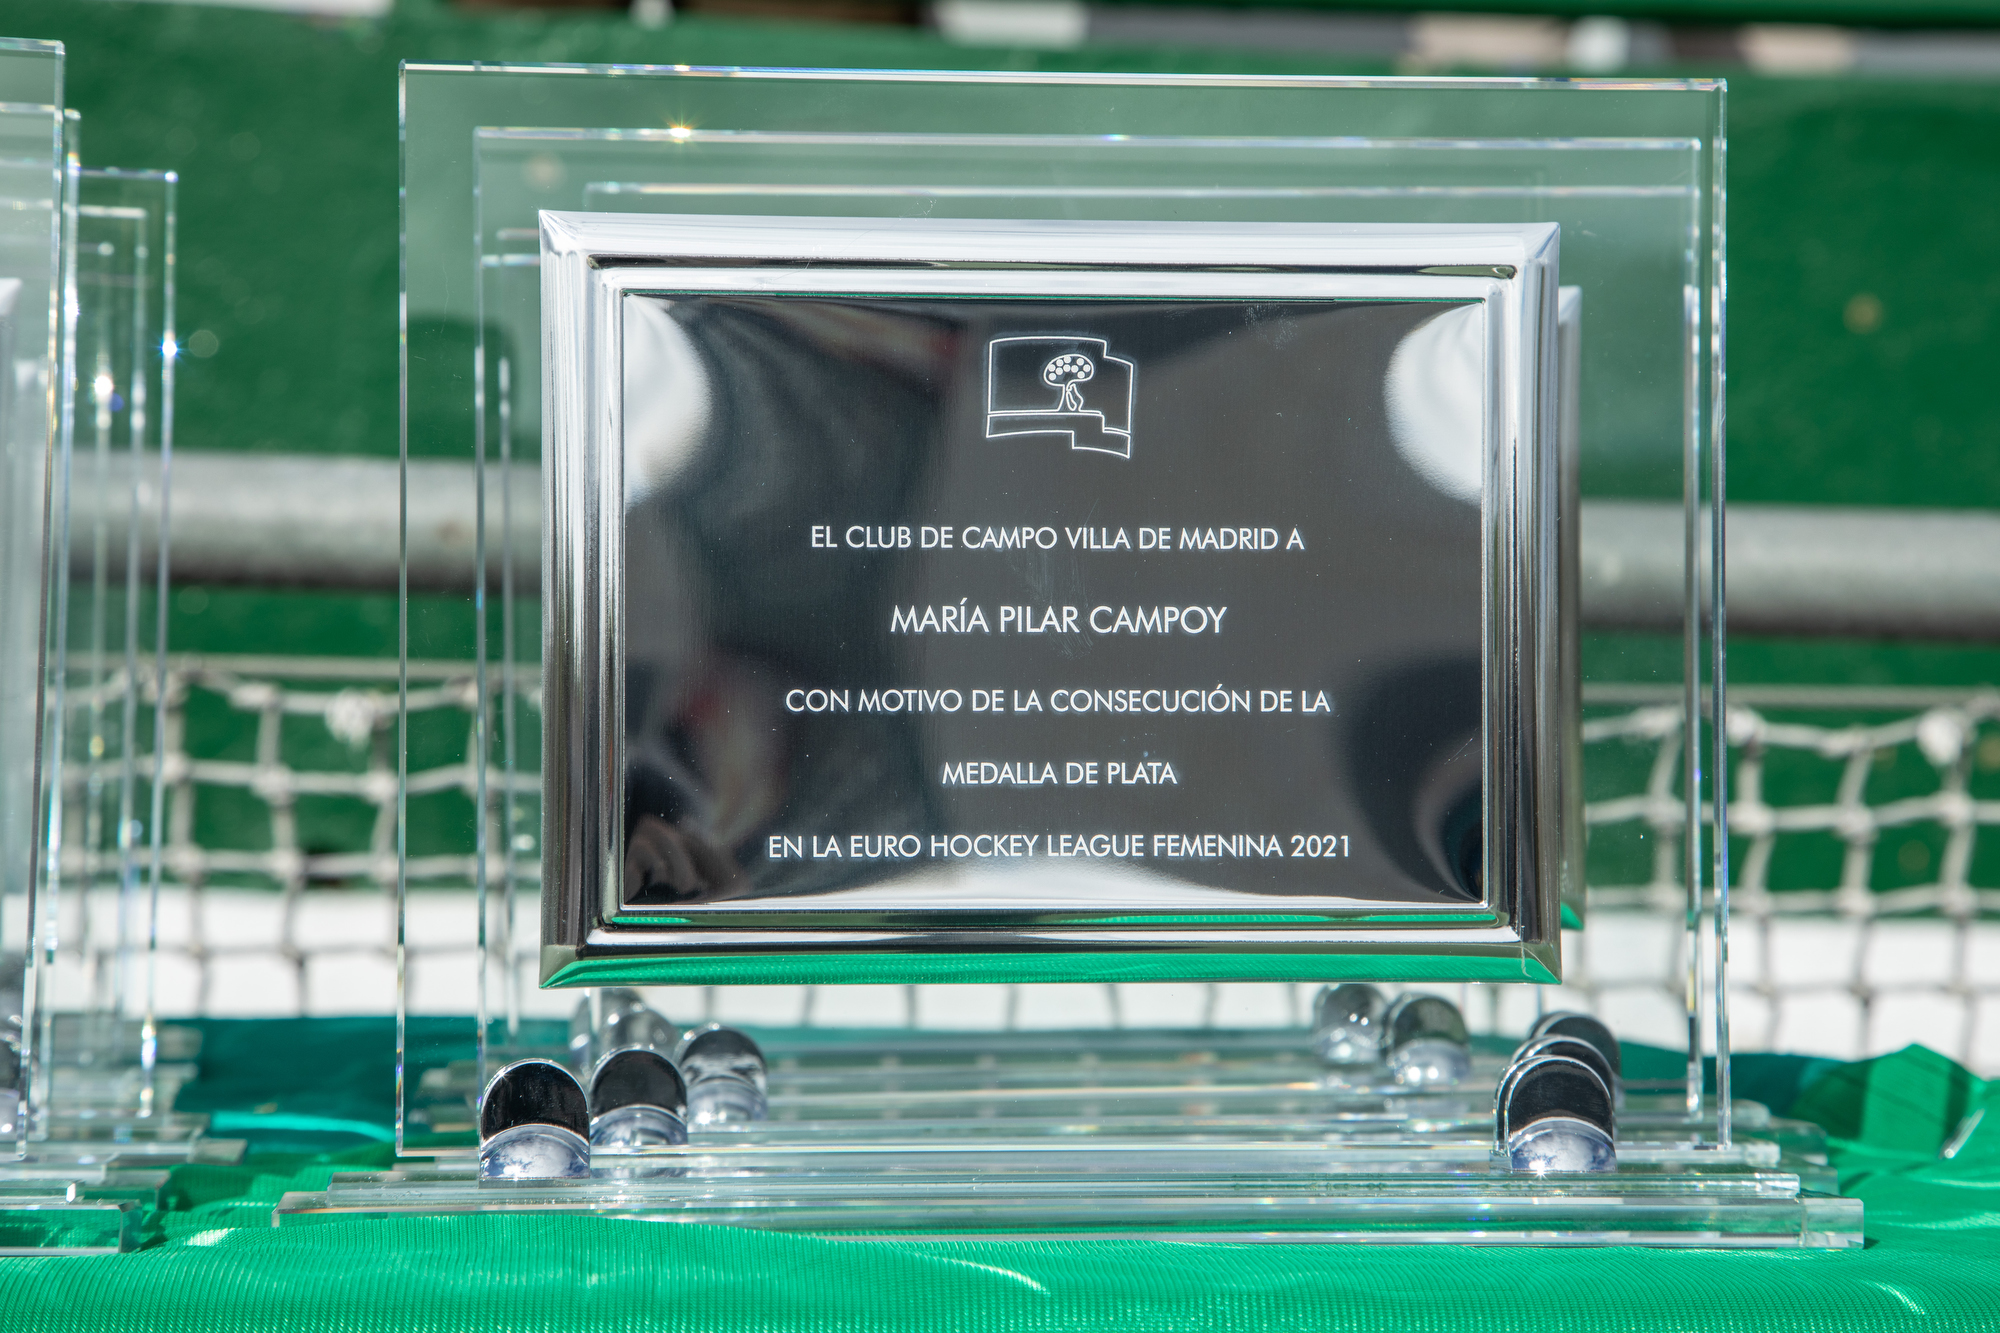 EL CLUB DE CAMPO VILLA DE MADRID A
MARÍA PILAR CAMPOY
CON MOTIVO DE LA CONSECUCIÓN DE LA
MEDALLA DE PLATA
EN LA EURO HOCKEY LEAGUE FEMENINA 2021